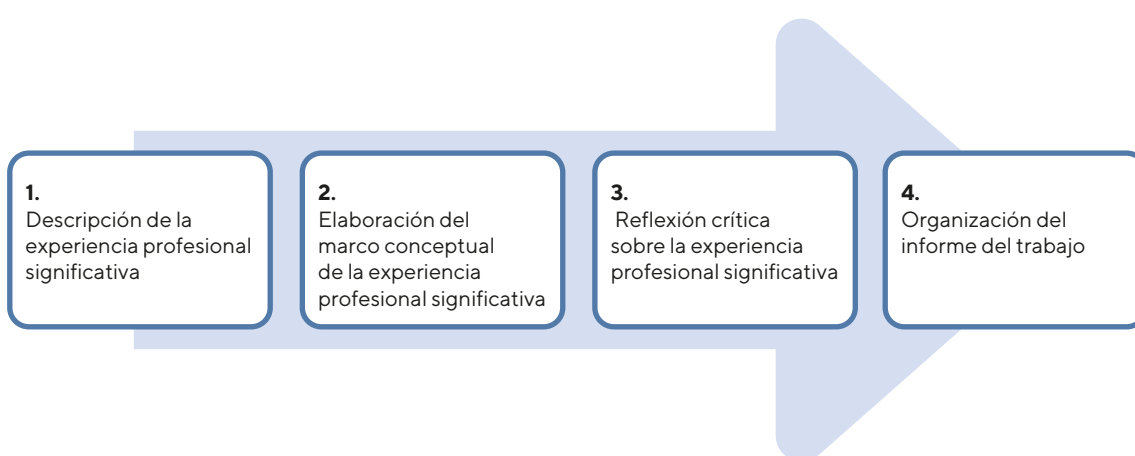 1.
Descripción de la
experiencia profesional
significativa
2.
Elaboración del
marco conceptual
de la experiencia
profesional significativa
3.
Reflexión crítica
sobre la experiencia
profesional significativa
4.
Organización del
informe del trabajo